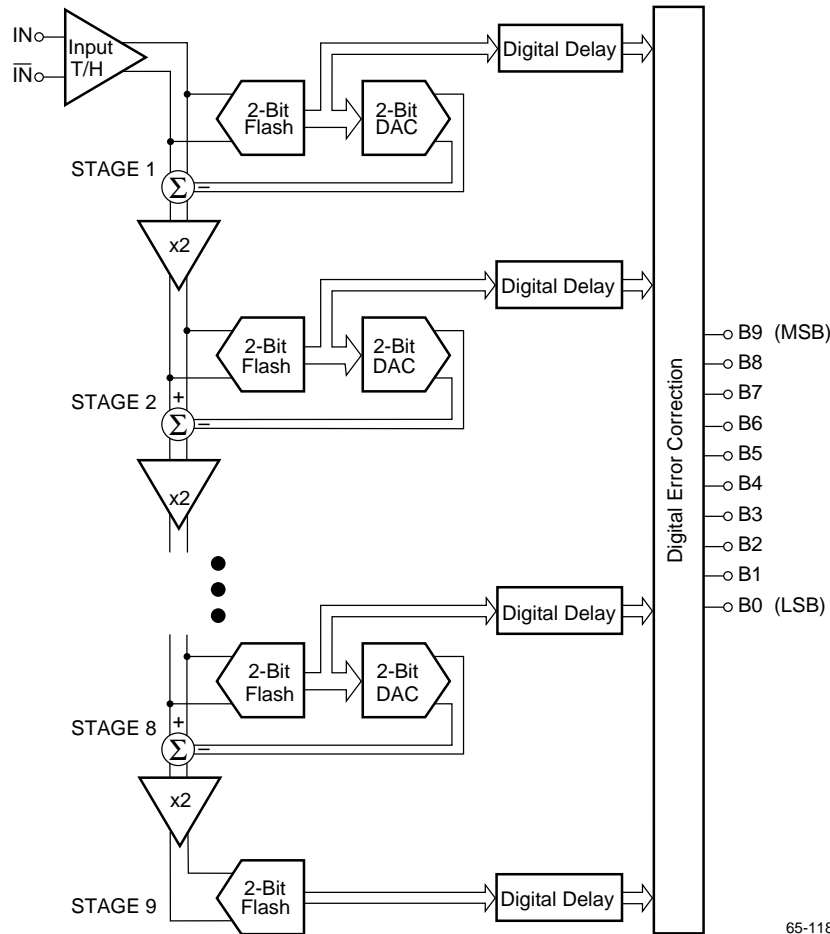 IN
Input
T/H
IN
2-Bit
Flash
2-Bit
DAC
Digital Delay
STAGE 1
Σ
–
x2
2-Bit
Flash
2-Bit
DAC
Digital Delay
STAGE 2
+
Σ
–
x2
2-Bit
Flash
2-Bit
DAC
Digital Delay
STAGE 8
+
Σ
–
x2
STAGE 9
2-Bit
Flash
Digital Delay
Digital Error Correction
B9 (MSB)
B8
B7
B6
B5
B4
B3
B2
B1
B0 (LSB)
65-118